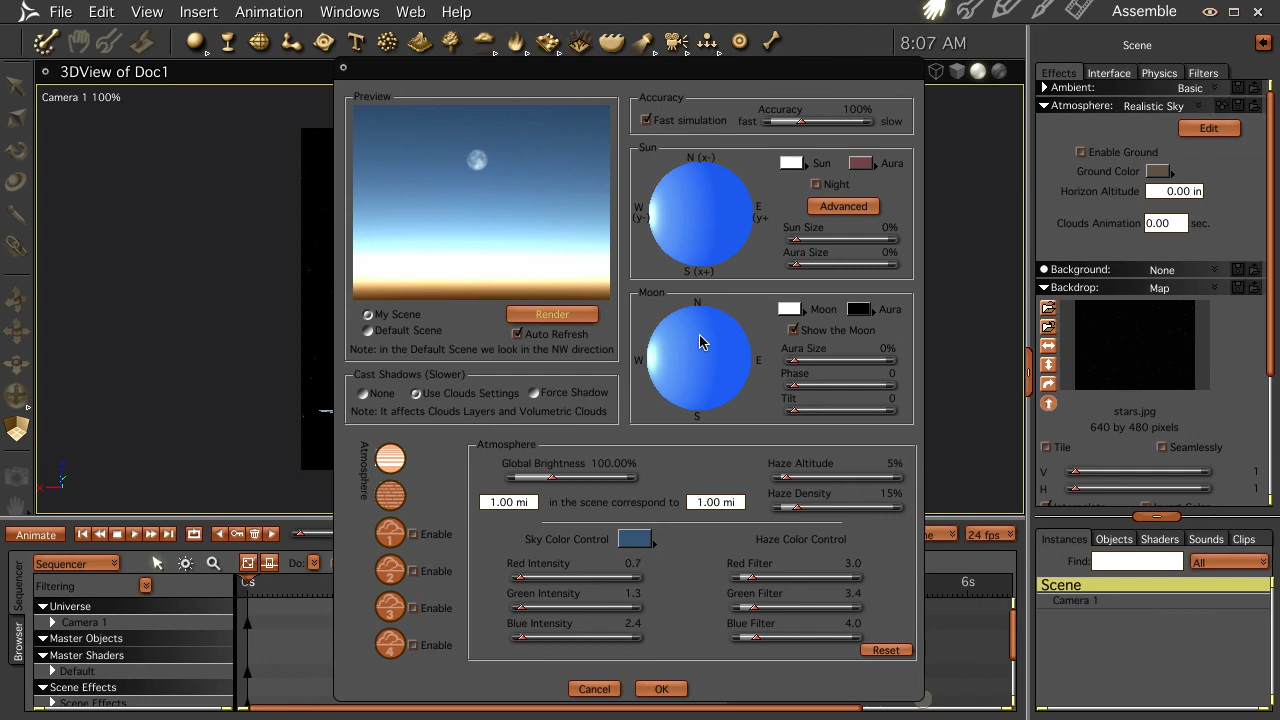 File Edit View Insert Animation Windows Web Help
Assemble
8:07 AM
3DView of Doc1
Camera 1 100%
Preview
My Scene
Render
Default Scene
Auto Refresh
Note: in the Default Scene we look in the NW direction
Cast Shadows (Slower)
None Use Clouds Settings Force Shadow
Note: It affects Clouds Layers and Volumetric Clouds
Accuracy
Accuracy 100%
Fast simulation fast slow
Sun
N (x-)
W
(y-)
E
(y+
S (x+)
Sun Aura
Night
Advanced
Sun Size 0%
Aura Size 0%
Moon
N
W
E
S
Moon Aura
Show the Moon
Aura Size 0%
Phase 0
Tilt 0
Atmosphere
1 Enable
2 Enable
3 Enable
4 Enable
Atmosphere
Global Brightness 100.00%
Haze Altitude 5%
1.00 mi in the scene correspond to 1.00 mi
Haze Density 15%
Sky Color Control
Haze Color Control
Red Intensity 0.7
Red Filter 3.0
Green Intensity 1.3
Green Filter 3.4
Blue Intensity 2.4
Blue Filter 4.0
Reset
Cancel OK
Scene
Effects Interface Physics Filters
Ambient: Basic
Atmosphere: Realistic Sky
Edit
Enable Ground
Ground Color
Horizon Altitude 0.00 in
Clouds Animation 0.00 sec.
Background: None
Backdrop: Map
stars.jpg
640 by 480 pixels
Tile Seamlessly
V 1
H 1
Instances Objects Shaders Sounds Clips
Find: All
Scene
Camera 1
Animate
24 fps
Sequencer
Browser
Sequencer
Do:
Filtering
6s
Universe
Camera 1
Master Objects
Master Shaders
Default
Scene Effects
Scene Effects